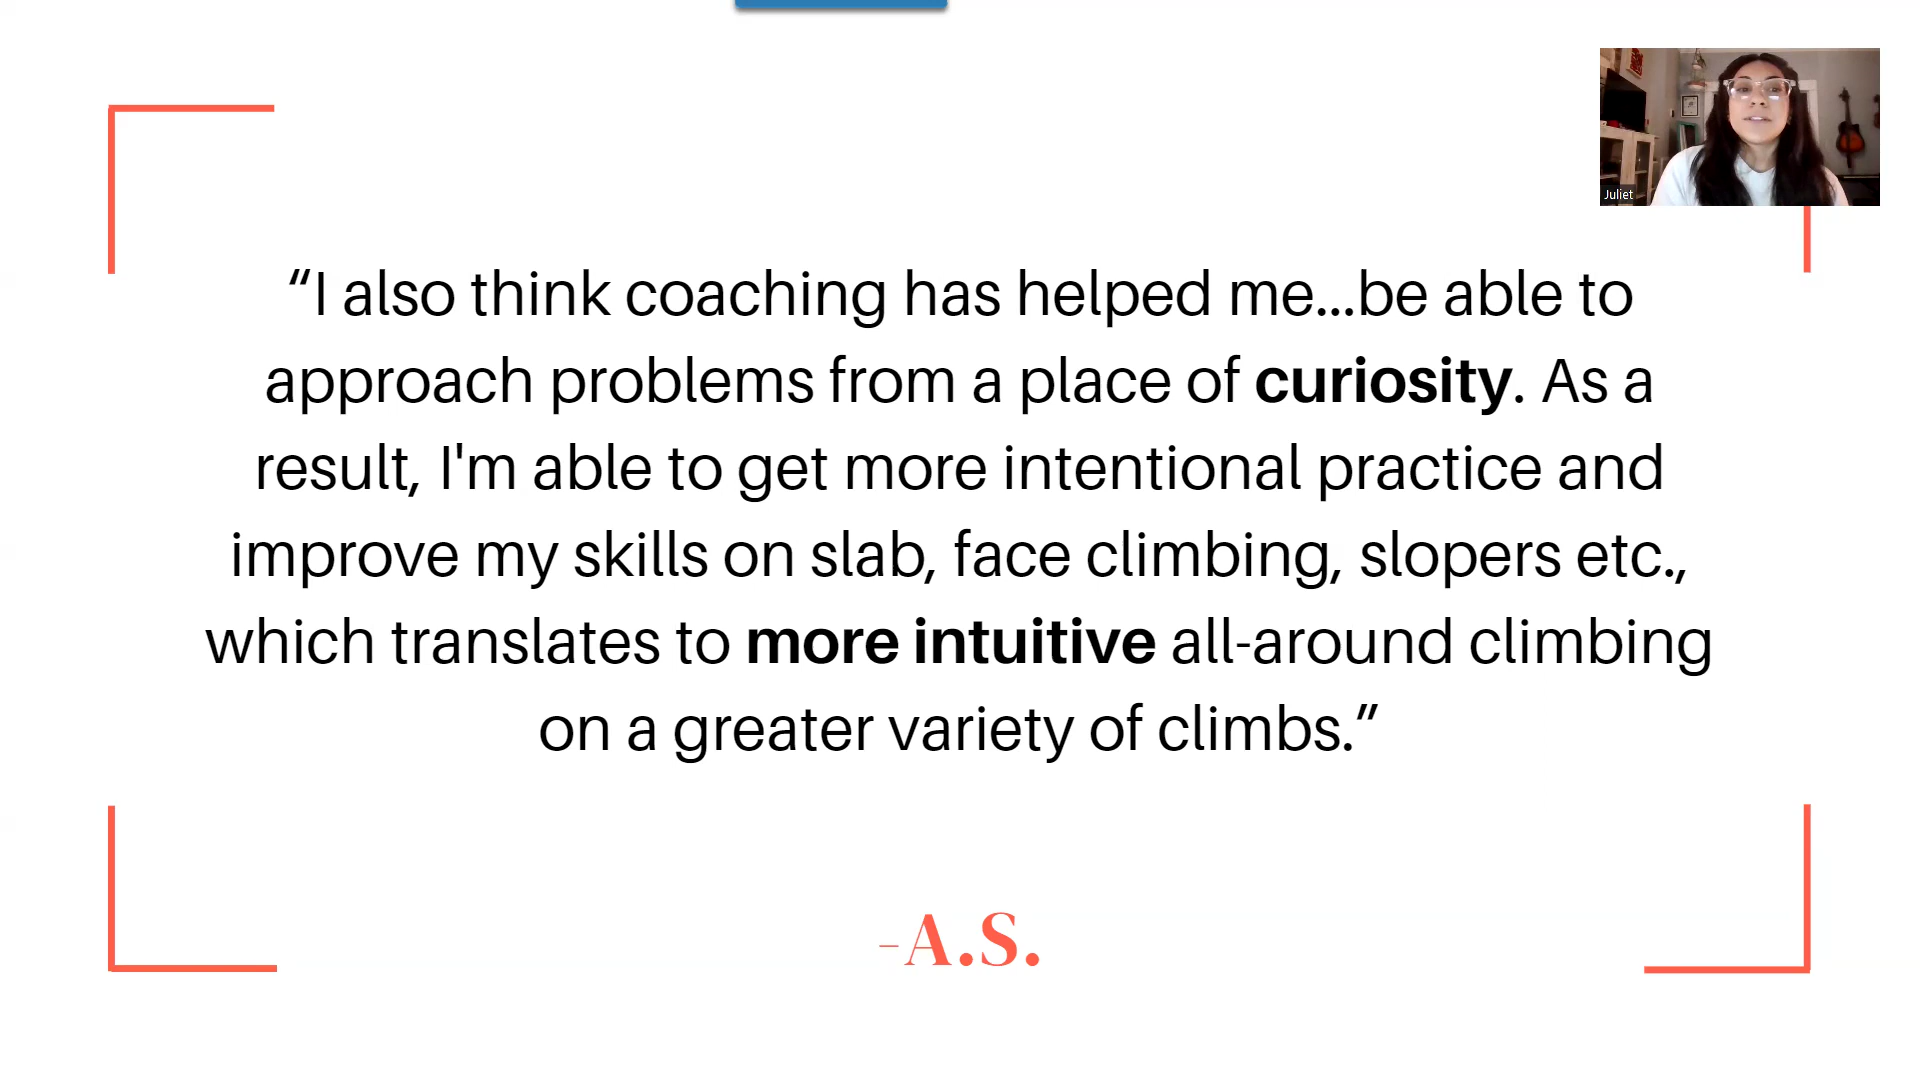 Juliet
“I also think coaching has helped me...be able to
approach problems from a place of curiosity. As a
result, I'm able to get more intentional practice and
improve my skills on slab, face climbing, slopers etc.,
which translates to more intuitive all-around climbing
on a greater variety of climbs.”
-A.S.